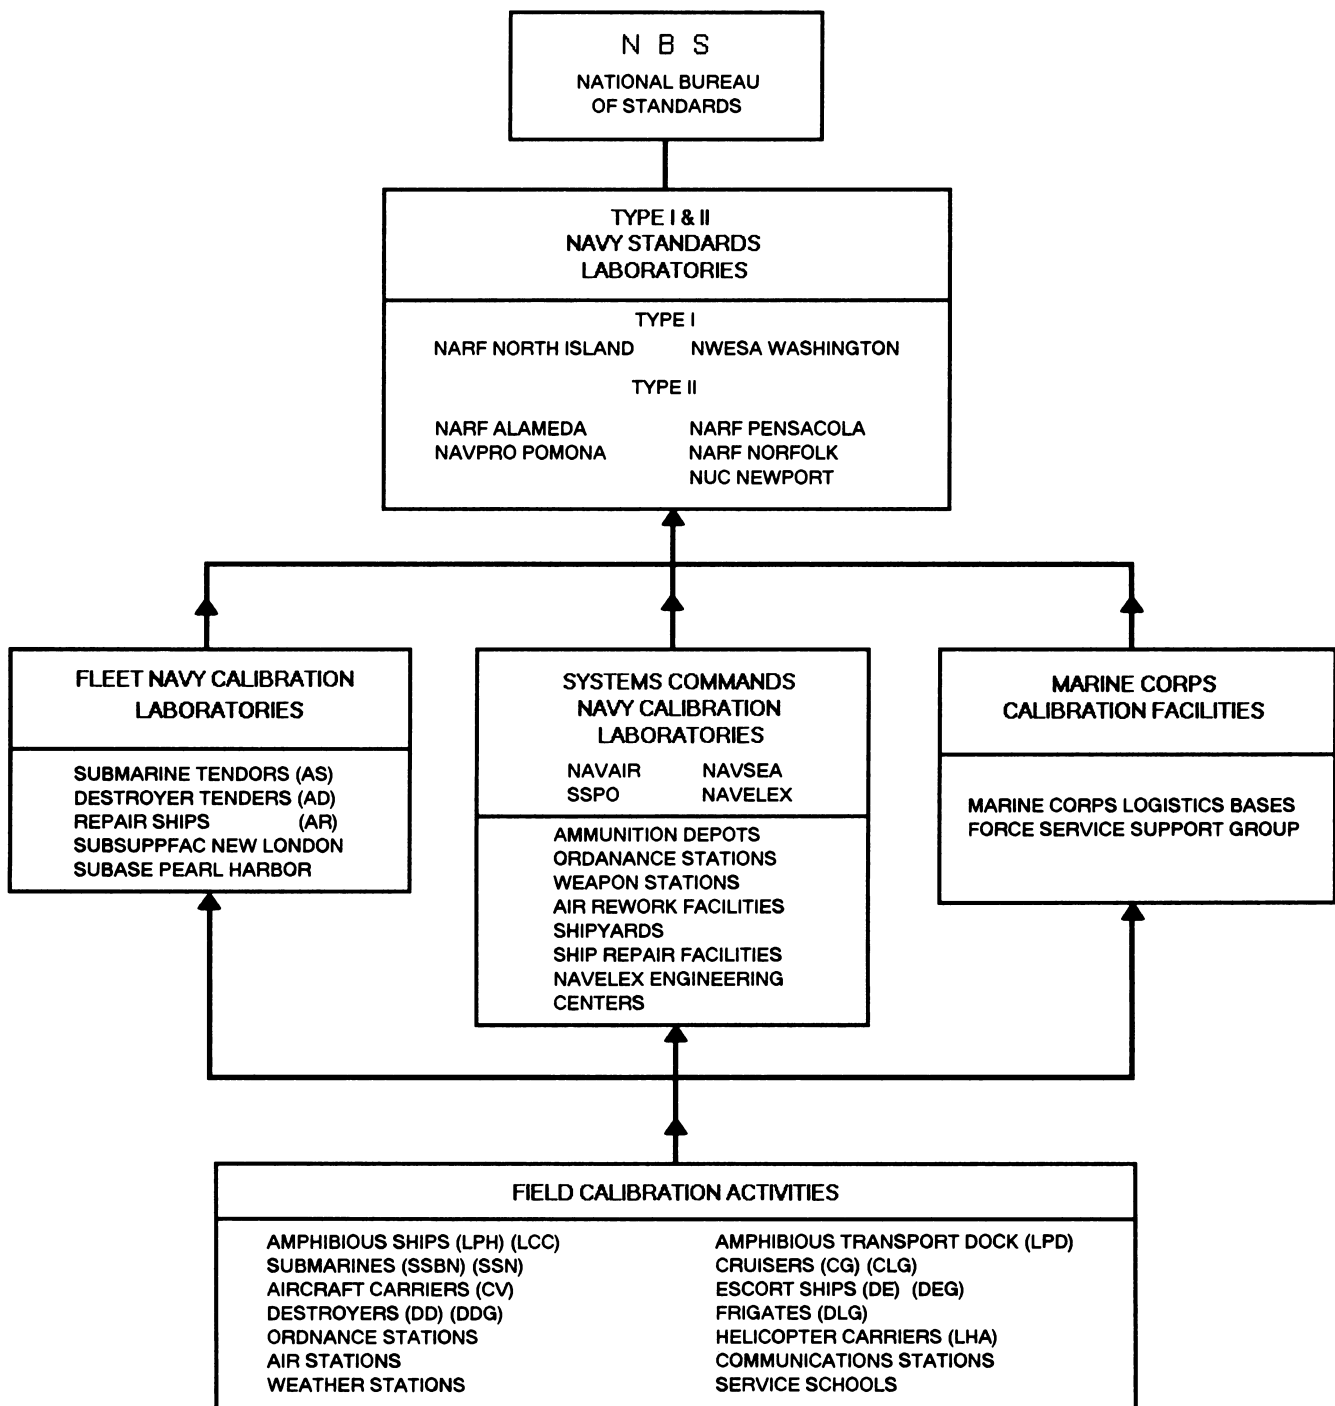 N B S
NATIONAL BUREAU
OF STANDARDS
TYPE I & II
NAVY STANDARDS
LABORATORIES
TYPE I
NARF NORTH ISLAND NWESA WASHINGTON
TYPE II
NARF ALAMEDA NARF PENSACOLA
NAVPRO POMONA NARF NORFOLK
NUC NEWPORT
FLEET NAVY CALIBRATION
LABORATORIES
SUBMARINE TENDORS (AS)
DESTROYER TENDERS (AD)
REPAIR SHIPS (AR)
SUBSUPPFAC NEW LONDON
SUBASE PEARL HARBOR
SYSTEMS COMMANDS
NAVY CALIBRATION
LABORATORIES
NAVAIR NAVSEA
SSPO NAVELEX
AMMUNITION DEPOTS
ORDANANCE STATIONS
WEAPON STATIONS
AIR REWORK FACILITIES
SHIPYARDS
SHIP REPAIR FACILITIES
NAVELEX ENGINEERING
CENTERS
MARINE CORPS
CALIBRATION FACILITIES
MARINE CORPS LOGISTICS BASES
FORCE SERVICE SUPPORT GROUP
FIELD CALIBRATION ACTIVITIES
AMPHIBIOUS SHIPS (LPH) (LCC) AMPHIBIOUS TRANSPORT DOCK (LPD)
SUBMARINES (SSBN) (SSN) CRUISERS (CG) (CLG)
AIRCRAFT CARRIERS (CV) ESCORT SHIPS (DE) (DEG)
DESTROYERS (DD) (DDG) FRIGATES (DLG)
ORDNANCE STATIONS HELICOPTER CARRIERS (LHA)
AIR STATIONS COMMUNICATIONS STATIONS
WEATHER STATIONS SERVICE SCHOOLS